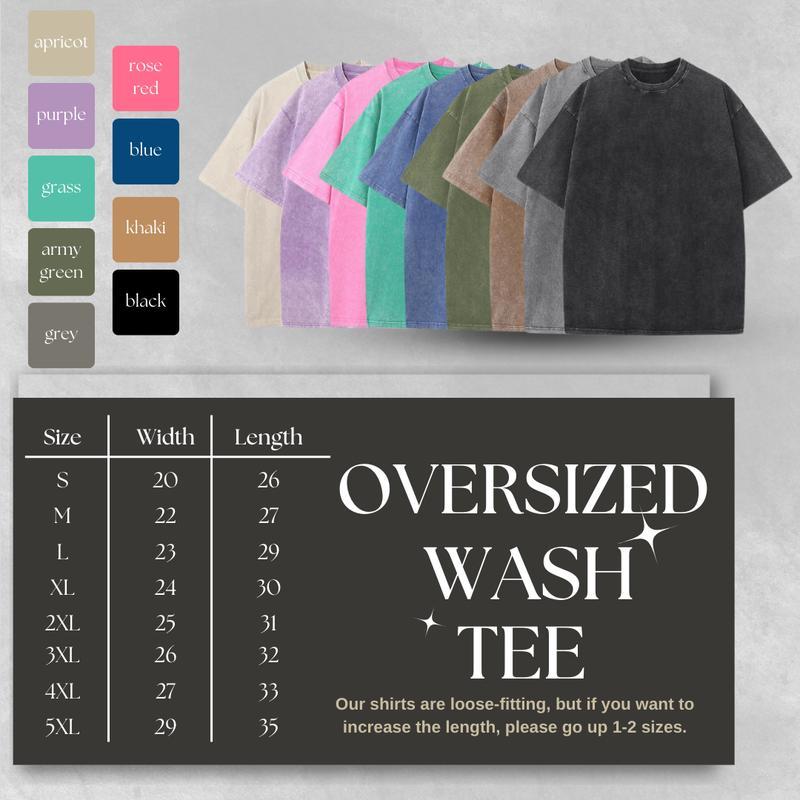 apricot
rose
red
purple
blue
grass
khaki
army
green
black
grey
Size Width Length
S 20 26
M 22 27
L 23 29
XL 24 30
2XL 25 31
3XL 26 32
4XL 27 33
5XL 29 35
OVERSIZED
WASH
TEE
Our shirts are loose-fitting, but if you want to
increase the length, please go up 1-2 sizes.